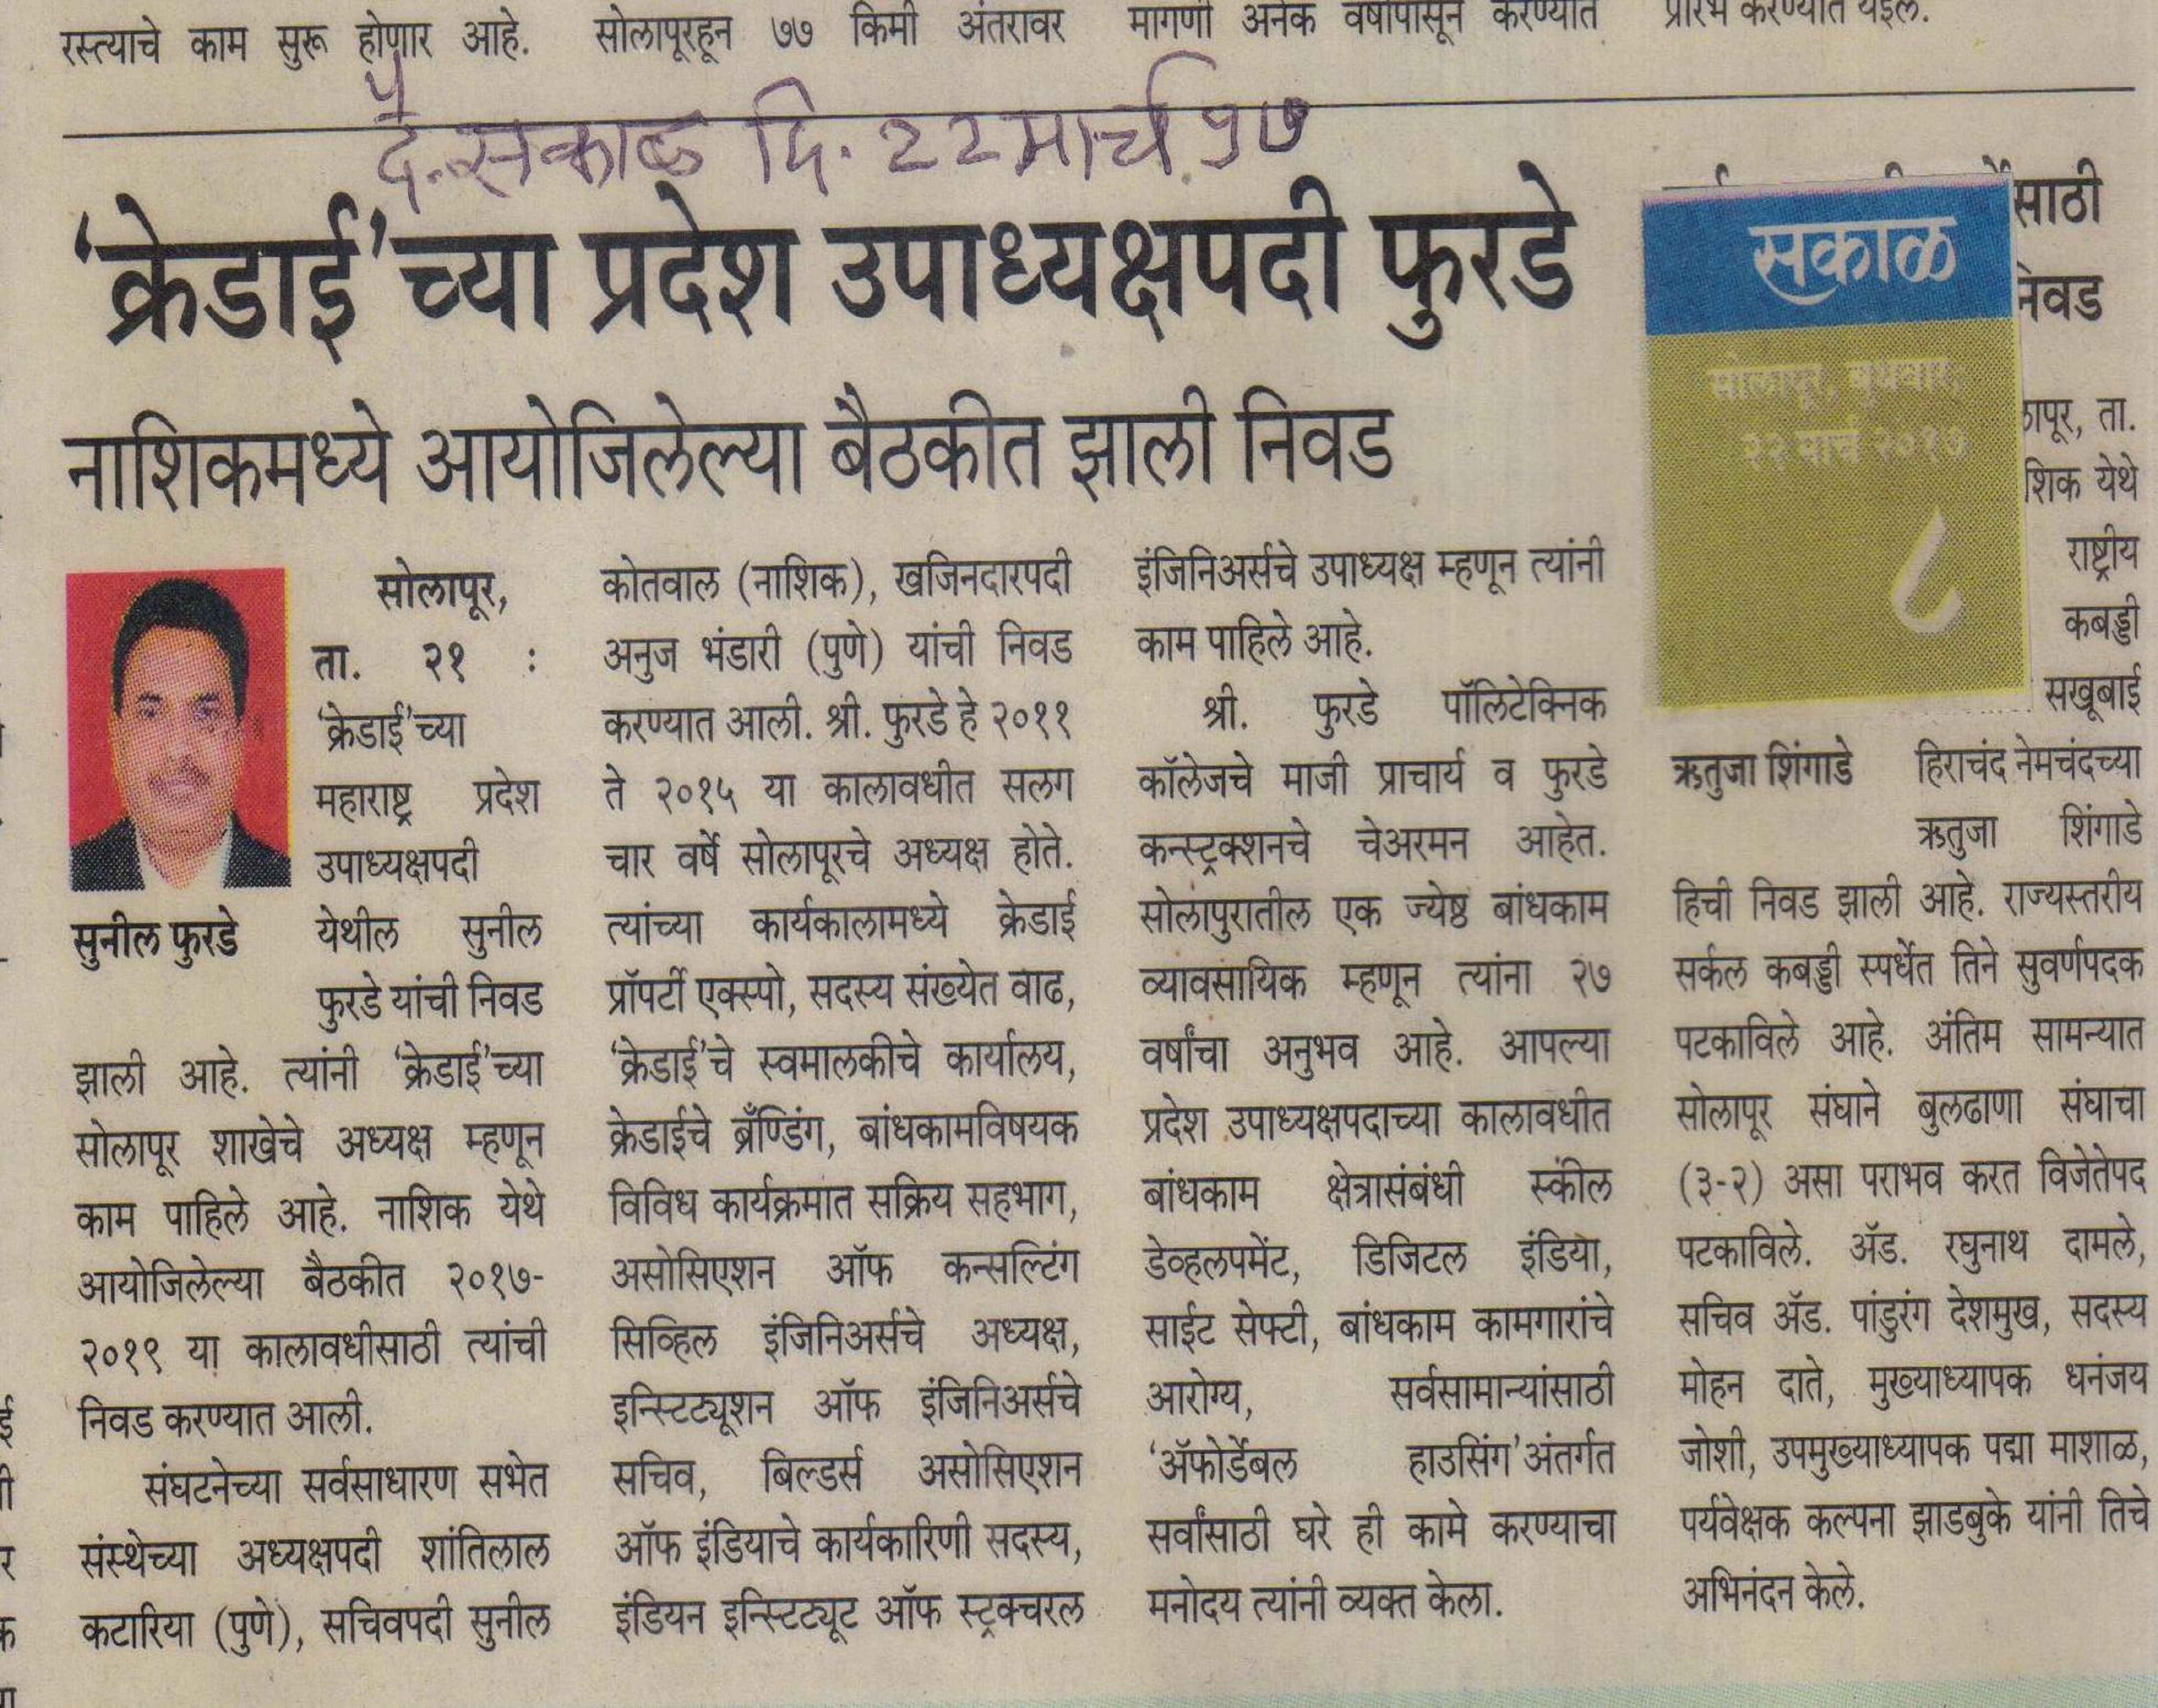 रस्त्याचे काम सुरू होणार आहे.
सोलापूरहून ७७ किमी अंतरावर
मागणी अनेक वर्षांपासून करण्यात
प्रारंभ करण्यात येईल.
दै. सकाळ दि. २२ मार्च १७
‘क्रेडाई’च्या प्रदेश उपाध्यक्षपदी फुरडे
नाशिकमध्ये आयोजिलेल्या बैठकीत झाली निवड
सुनील फुरडे
सोलापूर,
ता. २१ :
‘क्रेडाई’च्या
महाराष्ट्र प्रदेश
उपाध्यक्षपदी
येथील सुनील
फुरडे यांची निवड
झाली आहे. त्यांनी ‘क्रेडाई’च्या
सोलापूर शाखेचे अध्यक्ष म्हणून
काम पाहिले आहे. नाशिक येथे
आयोजिलेल्या बैठकीत २०१७-
२०१९ या कालावधीसाठी त्यांची
निवड करण्यात आली.
संघटनेच्या सर्वसाधारण सभेत
संस्थेच्या अध्यक्षपदी शांतिलाल
कटारिया (पुणे), सचिवपदी सुनील
कोतवाल (नाशिक), खजिनदारपदी
अनुज भंडारी (पुणे) यांची निवड
करण्यात आली. श्री. फुरडे हे २०११
ते २०१५ या कालावधीत सलग
चार वर्षे सोलापूरचे अध्यक्ष होते.
त्यांच्या कार्यकालामध्ये क्रेडाई
प्रॉपर्टी एक्स्पो, सदस्य संख्येत वाढ,
‘क्रेडाई’चे स्वमालकीचे कार्यालय,
क्रेडाईचे ब्रँण्डिंग, बांधकामविषयक
विविध कार्यक्रमात सक्रिय सहभाग,
असोसिएशन ऑफ कन्सल्टिंग
सिव्हिल इंजिनिअर्सचे अध्यक्ष,
इन्स्टिट्यूशन ऑफ इंजिनिअर्सचे
सचिव, बिल्डर्स असोसिएशन
ऑफ इंडियाचे कार्यकारिणी सदस्य,
इंडियन इन्स्टिट्यूट ऑफ स्ट्रक्चरल
इंजिनिअर्सचे उपाध्यक्ष म्हणून त्यांनी
काम पाहिले आहे.
श्री. फुरडे पॉलिटेक्निक
कॉलेजचे माजी प्राचार्य व फुरडे
कन्स्ट्रक्शनचे चेअरमन आहेत.
सोलापुरातील एक ज्येष्ठ बांधकाम
व्यावसायिक म्हणून त्यांना २७
वर्षांचा अनुभव आहे. आपल्या
प्रदेश उपाध्यक्षपदाच्या कालावधीत
बांधकाम क्षेत्रासंबंधी स्कील
डेव्हलपमेंट, डिजिटल इंडिया,
साईट सेफ्टी, बांधकाम कामगारांचे
आरोग्य, सर्वसामान्यांसाठी
‘ॲफोर्डेबल हाउसिंग’अंतर्गत
सर्वांसाठी घरे ही कामे करण्याचा
मनोदय त्यांनी व्यक्त केला.
सकाळ
सोलापूर, बुधवार,
२२ मार्च २०१७
८
साठी
निवड
ता.
येथे
राष्ट्रीय
कबड्डी
सखूबाई
ऋतुजा शिंगाडे
हिराचंद नेमचंदच्या
ऋतुजा शिंगाडे
हिची निवड झाली आहे. राज्यस्तरीय
सर्कल कबड्डी स्पर्धेत तिने सुवर्णपदक
पटकाविले आहे. अंतिम सामन्यात
सोलापूर संघाने बुलढाणा संघाचा
(३-२) असा पराभव करत विजेतेपद
पटकाविले. ॲड. रघुनाथ दामले,
सचिव ॲड. पांडुरंग देशमुख, सदस्य
मोहन दाते, मुख्याध्यापक धनंजय
जोशी, उपमुख्याध्यापक पद्मा माशाळ,
पर्यवेक्षक कल्पना झाडबुके यांनी तिचे
अभिनंदन केले.